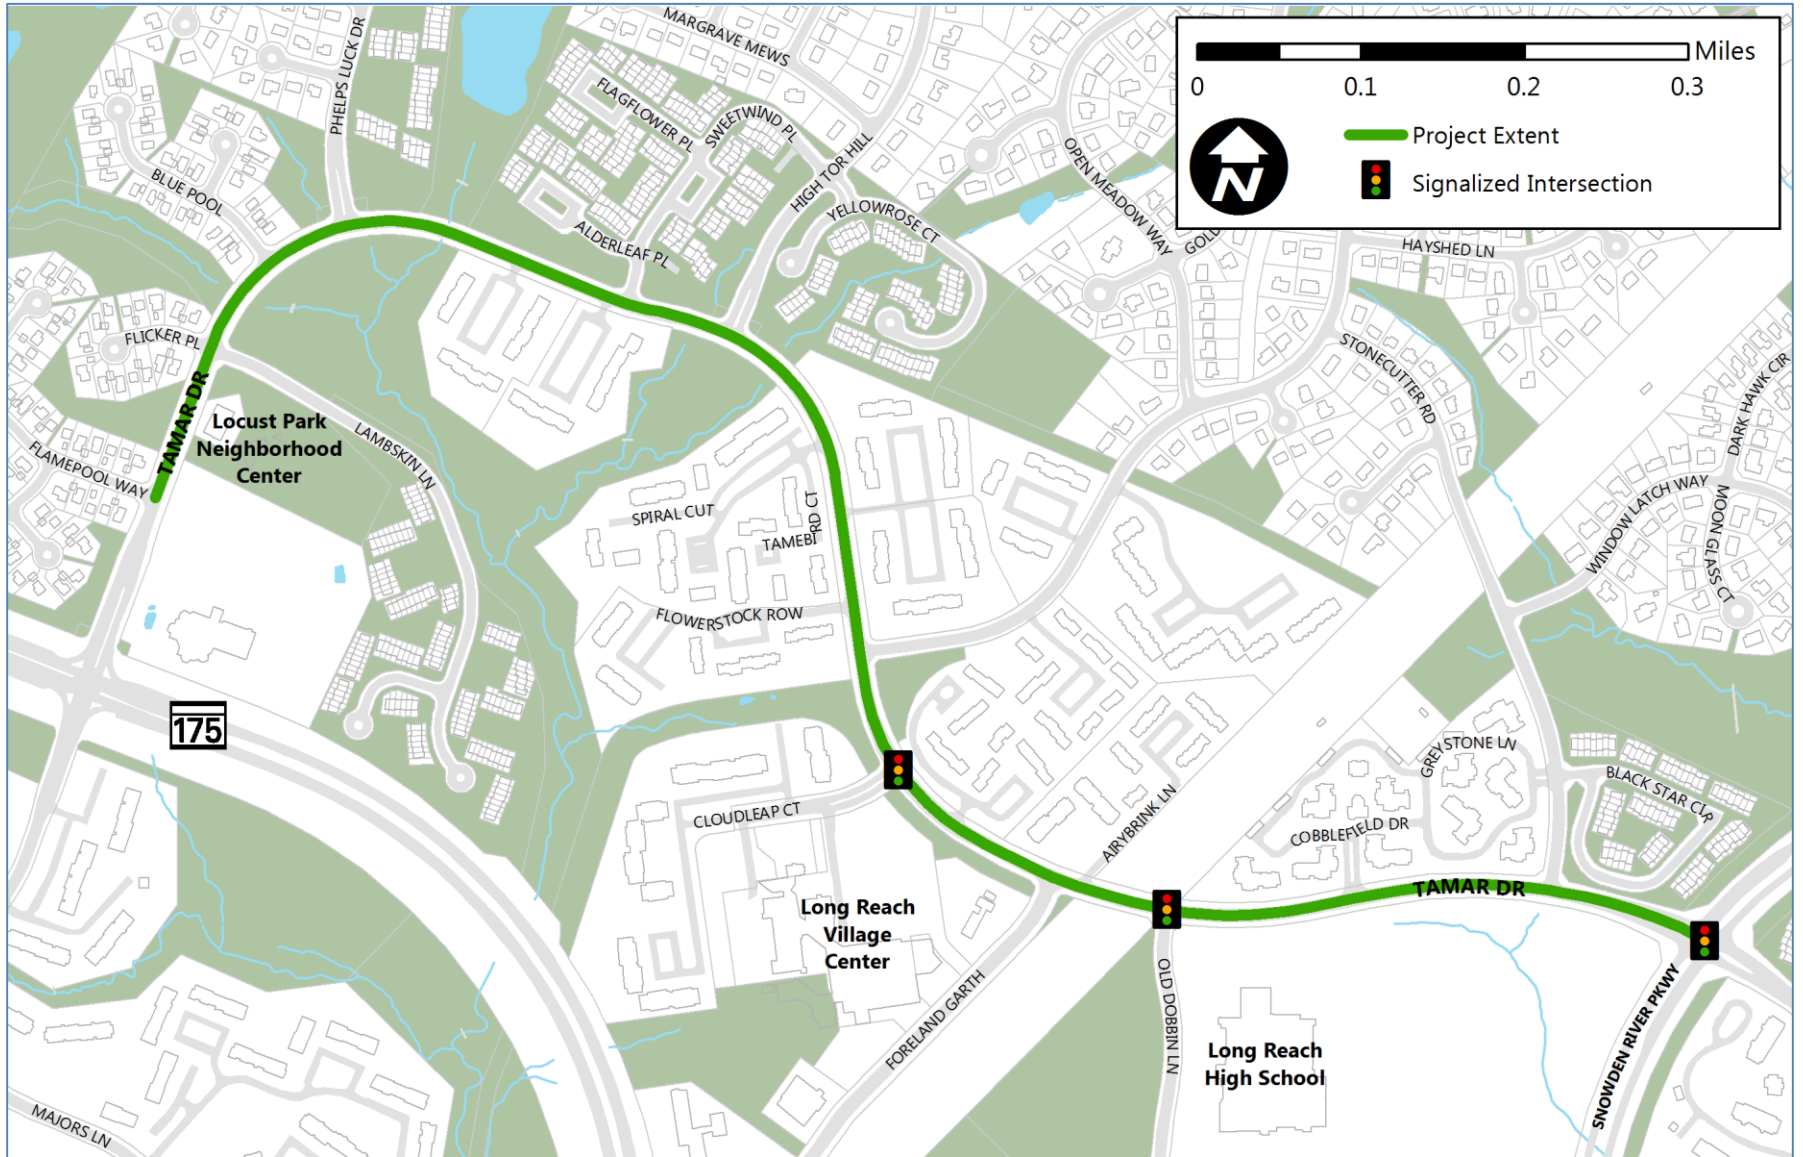 MARGRAVE MEWS
PHELPS LUCK DR
FLAGFLOWER PL
SWEETWIND PL
HIGH TOR HILL
BLUE POOL
YELLOWROSE CT
ALDERLEAF PL
OPEN MEADOW WAY
GOLD
HAYSHED LN
Miles
0
0.1
0.2
0.3
N
Project Extent
Signalized Intersection
FLICKER PL
TAMAR DR
Locust Park
Neighborhood
Center
LAMBSKIN LN
FLAMEPOOL WAY
STONECUTTER RD
DARK HAWK CIR
WINDOW LATCH WAY
MOON GLASS CT
SPIRAL CUT
TAMEBIRD CT
FLOWERSTOCK ROW
175
CLOUDLEAP CT
GREYSTONE LN
BLACK STAR CIR
COBBLEFIELD DR
AIRYBRINK LN
TAMAR DR
Long Reach
Village
Center
FORELAND GARTH
OLD DOBBIN LN
Long Reach
High School
SNOWDEN RIVER PKWY
MAJORS LN